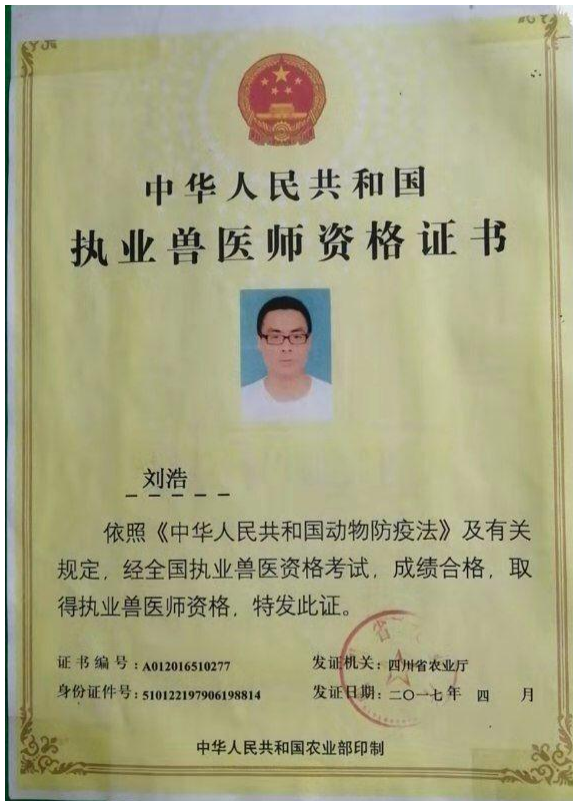 中华人民共和国
执业兽医师资格证书
刘浩
依照《中华人民共和国动物防疫法》及有关
规定，经全国执业兽医资格考试，成绩合格，取
得执业兽医师资格，特发此证。
证书编号：A012016510277 发证机关：四川省农业厅
身份证件号：510122197906198814 发证日期：二〇一七年 四 月
中华人民共和国农业部印制